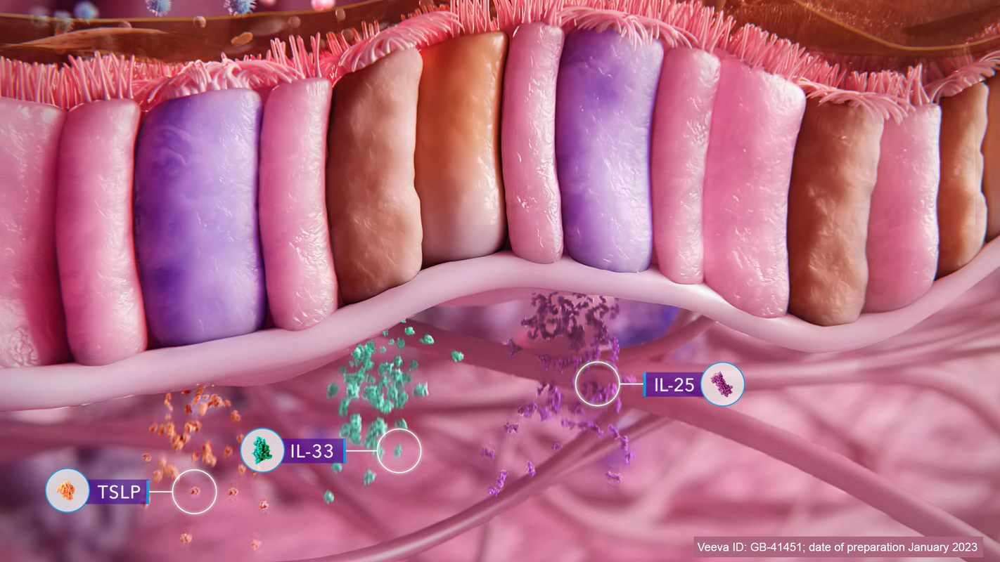 IL-25
IL-33
TSLP
Veeva ID: GB-41451; date of preparation January 2023